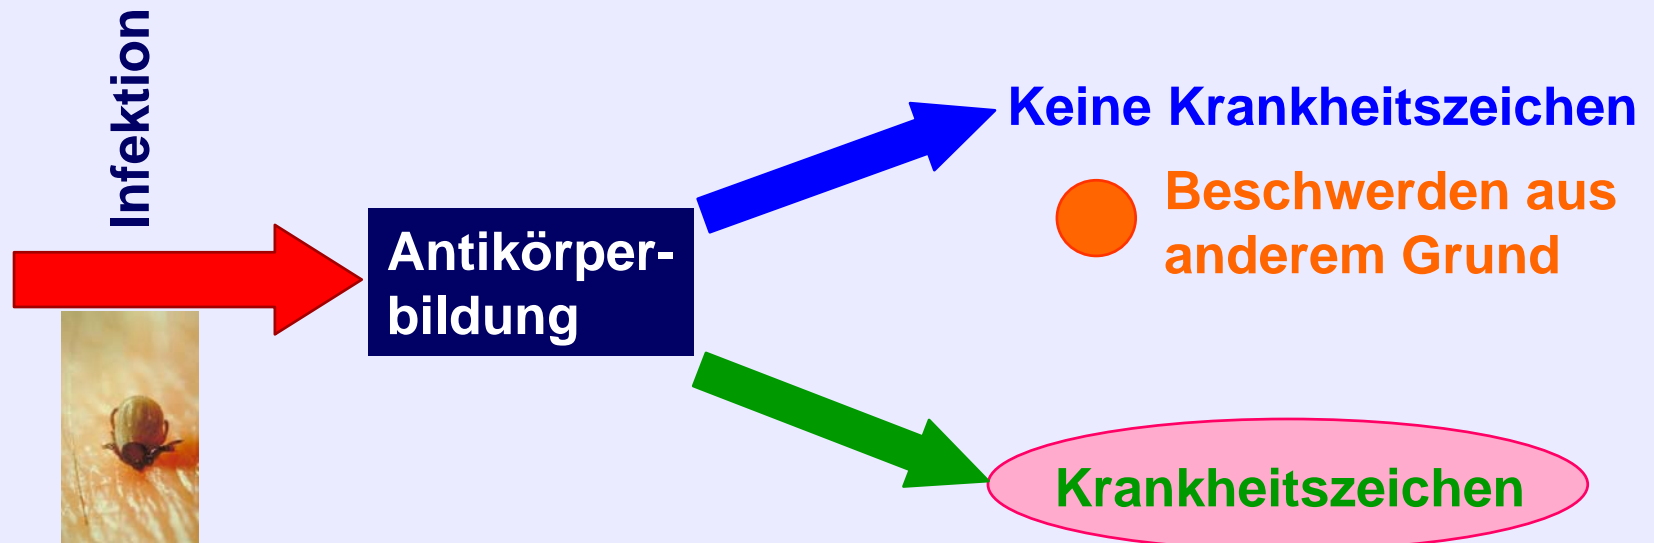 Infektion
Antikörper-
bildung
Keine Krankheitszeichen
Beschwerden aus
anderem Grund
Krankheitszeichen